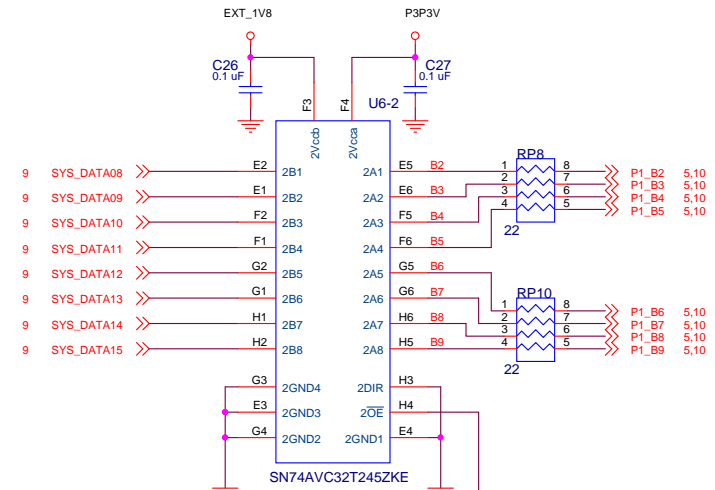 EXT_1V8 P3P3V
C26 C27
0.1 uF 0.1 uF
F3 F4 U6-2
2Vccb 2Vcca
RP8
9 SYS_DATA08 E2 2B1 2A1 E5 B2 1 8 P1_B2 5,10
9 SYS_DATA09 E1 2B2 2A2 E6 B3 2 7 P1_B3 5,10
9 SYS_DATA10 F2 2B3 2A3 F5 B4 3 6 P1_B4 5,10
9 SYS_DATA11 F1 2B4 2A4 F6 B5 4 5 P1_B5 5,10
22
9 SYS_DATA12 G2 2B5 2A5 G5 B6
RP10
9 SYS_DATA13 G1 2B6 2A6 G6 B7 1 8 P1_B6 5,10
2 7 P1_B7 5,10
9 SYS_DATA14 H1 2B7 2A7 H6 B8 3 6 P1_B8 5,10
9 SYS_DATA15 H2 2B8 2A8 H5 B9 4 5 P1_B9 5,10
22
G3 2GND4 2DIR H3
E3 2GND3 2OE H4
G4 2GND2 2GND1 E4
SN74AVC32T245ZKE